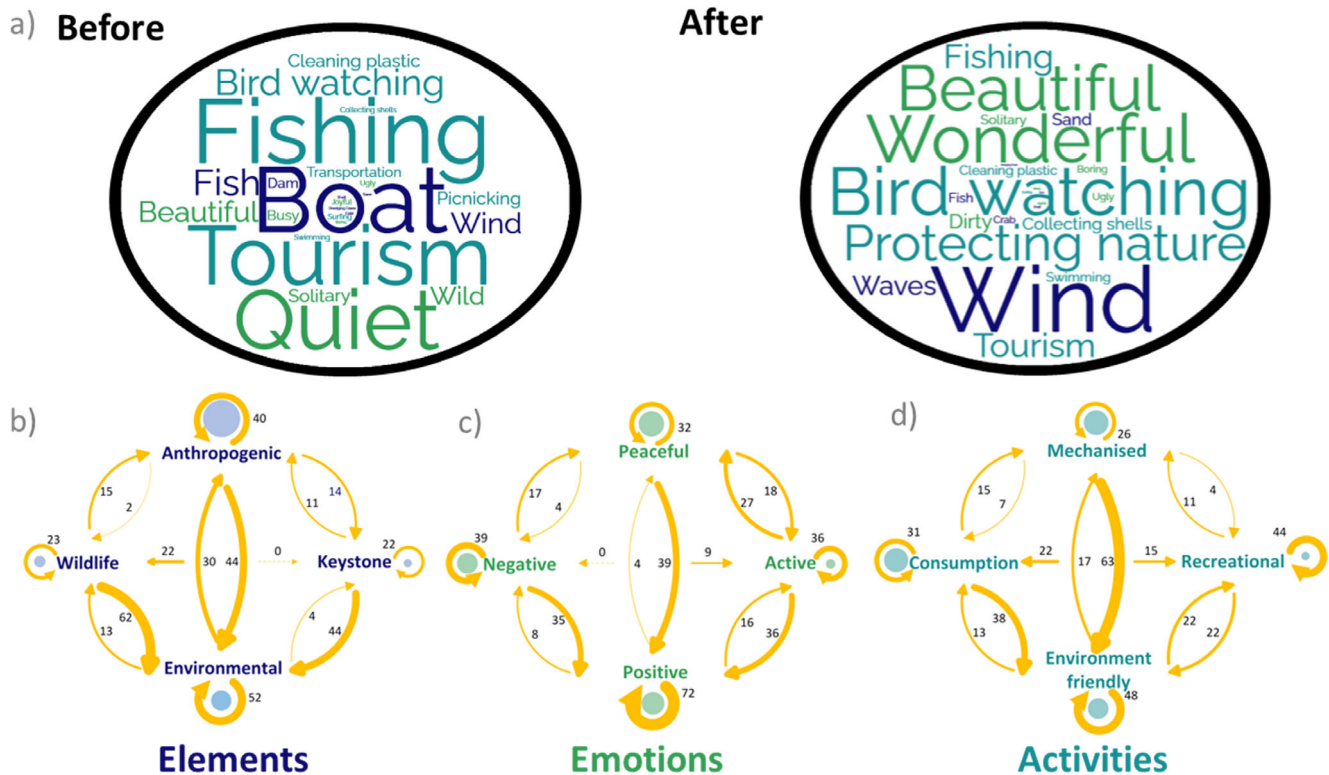 a) Before
After
Cleaning plastic
Bird watching
Collecting shells
Fishing
Transportation
Ugly
Fish
Dam
Boat
Joyful
Surfing
Picnicking
Beautiful
Busy
Wind
Swimming
Tourism
Solitary
Wild
Quiet
Fishing
Beautiful
Solitary
Sand
Wonderful
Cleaning plastic
Boring
Bird watching
Fish
Ugly
Dirty
Crab
Collecting shells
Protecting nature
Waves
Wind
Swimming
Tourism
b)
40
Anthropogenic
15
2
11
14
23
Wildlife
22
30
44
0
Keystone
22
62
13
4
44
Environmental
52
Elements
c)
32
Peaceful
17
4
27
18
39
Negative
0
4
39
9
Active
36
35
8
16
36
Positive
72
Emotions
d)
26
Mechanised
15
7
11
4
31
Consumption
22
17
63
15
Recreational
44
38
13
22
22
Environment
friendly
48
Activities